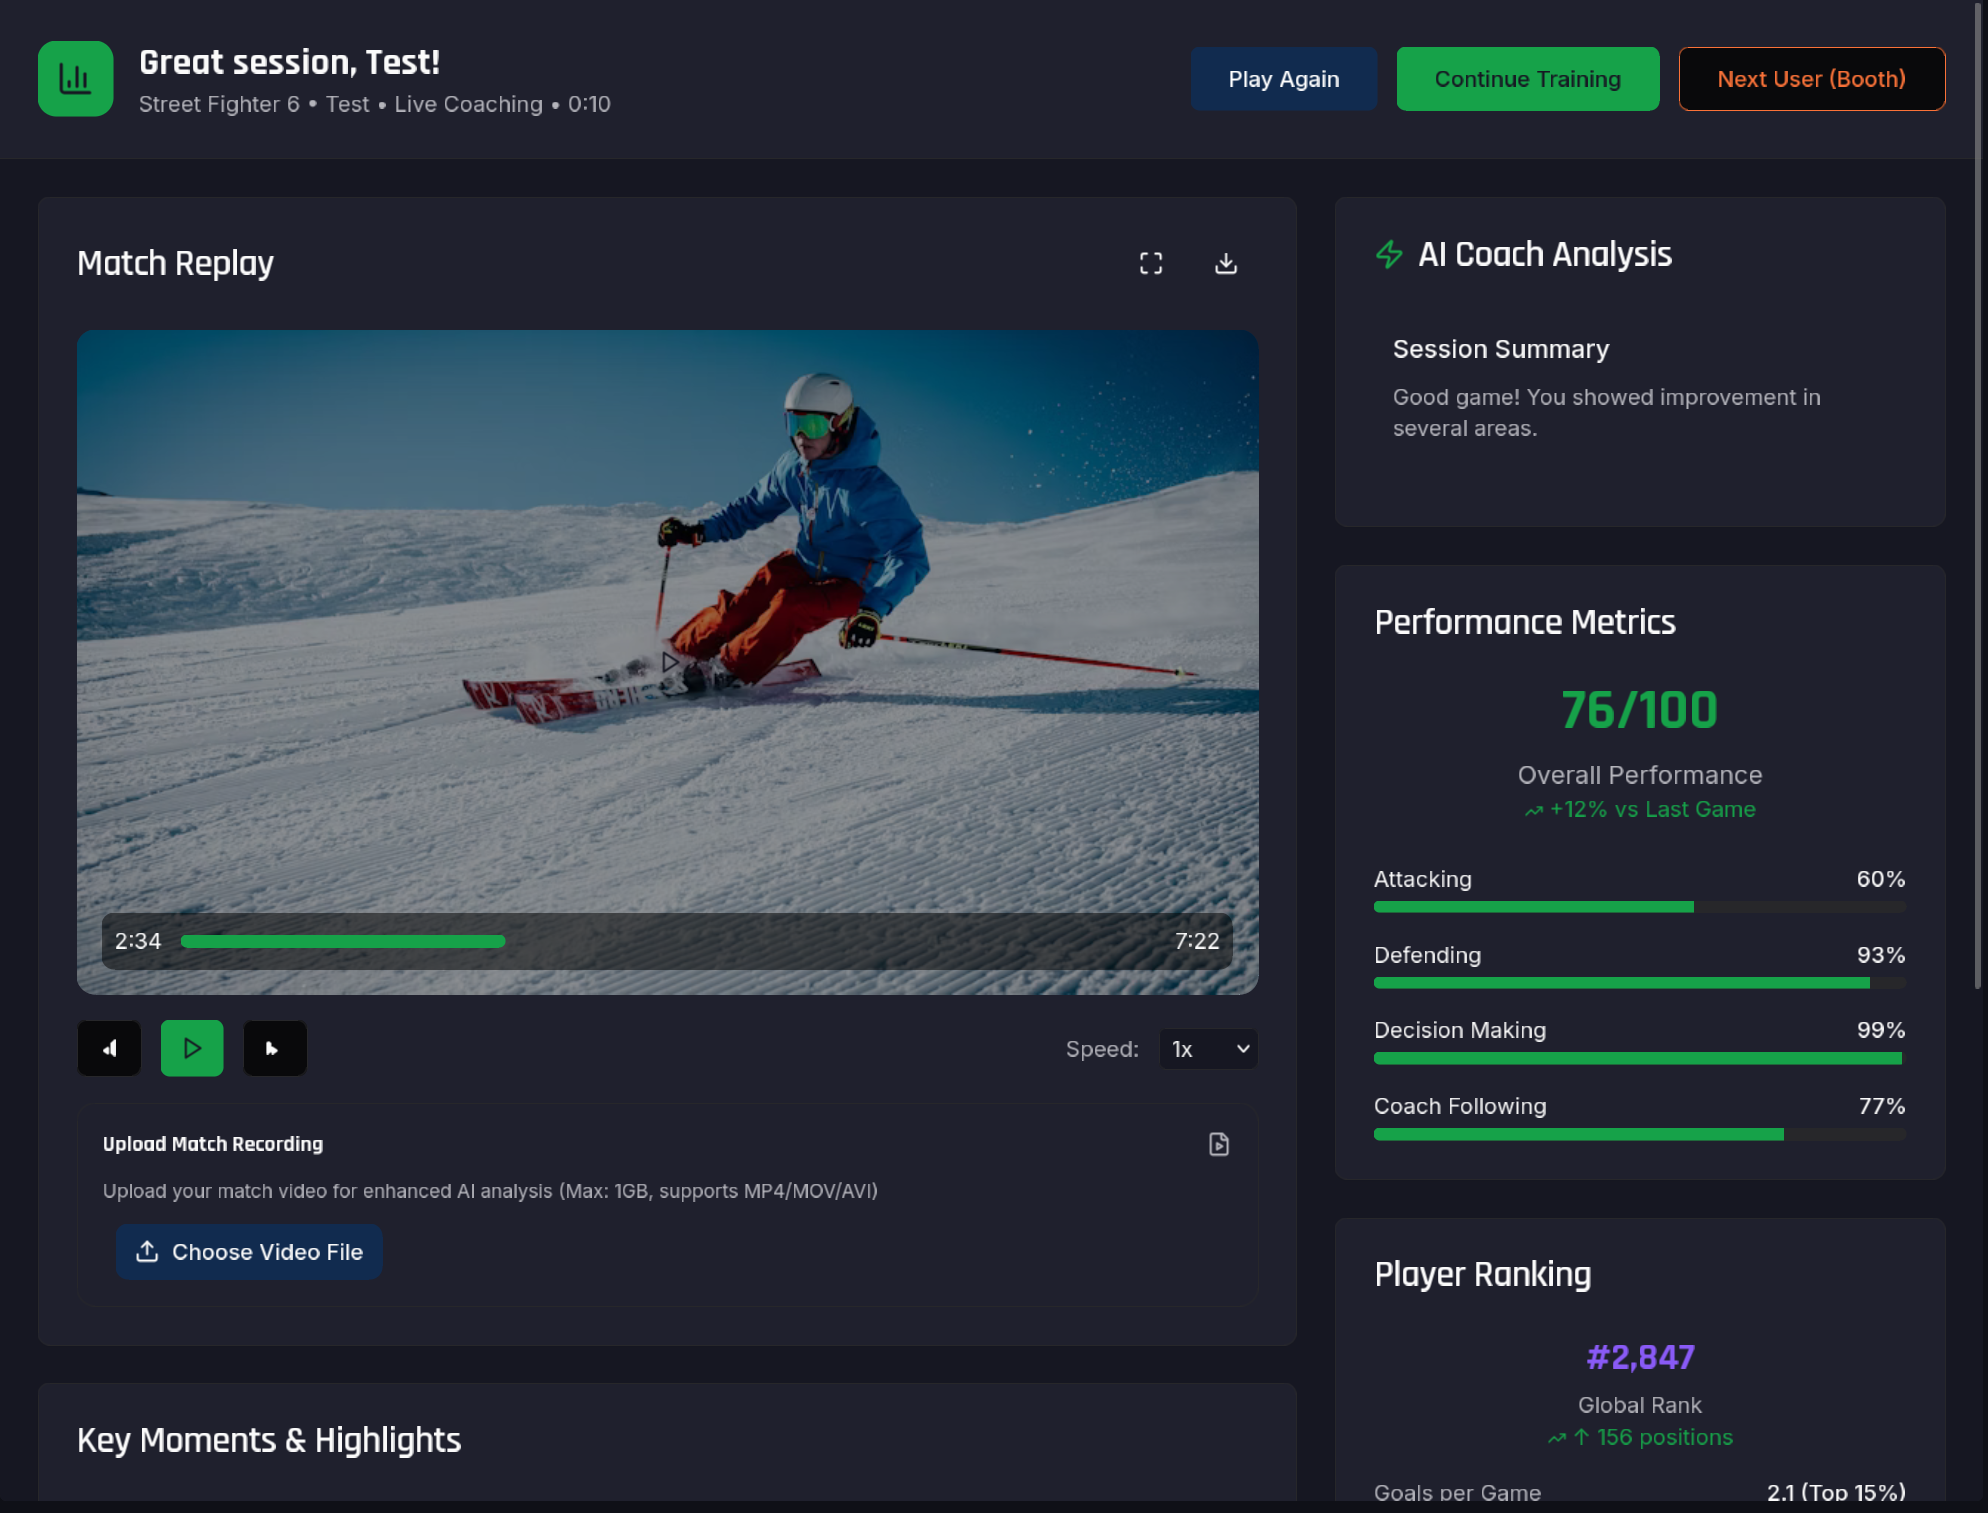 Great session, Test!
Street Fighter 6 • Test • Live Coaching • 0:10
Play Again
Continue Training
Next User (Booth)
Match Replay
2:34
7:22
Speed:
1x
Upload Match Recording
Upload your match video for enhanced AI analysis (Max: 1GB, supports MP4/MOV/AVI)
Choose Video File
Key Moments & Highlights
AI Coach Analysis
Session Summary
Good game! You showed improvement in
several areas.
Performance Metrics
76/100
Overall Performance
+12% vs Last Game
Attacking 60%
Defending 93%
Decision Making 99%
Coach Following 77%
Player Ranking
#2,847
Global Rank
↑ 156 positions
Goals per Game 2.1 (Top 15%)